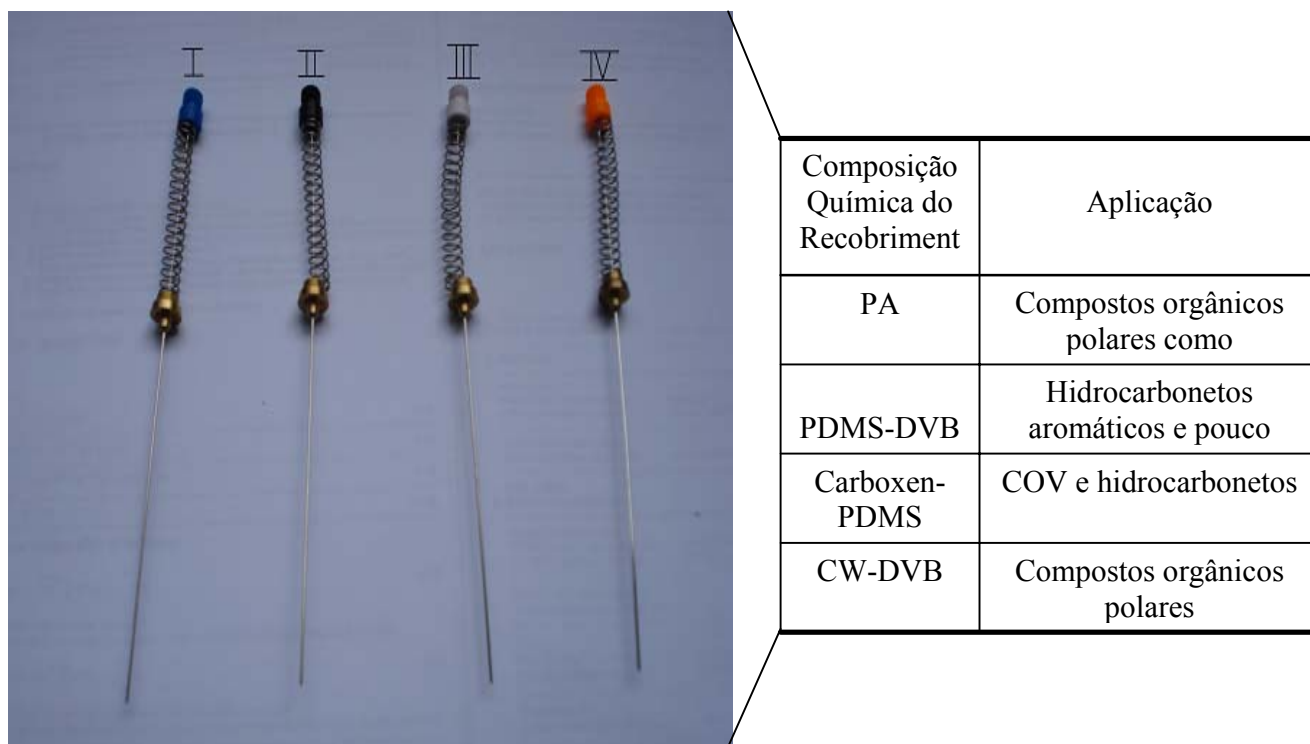 I II III IV
Composição
Química do
Recobriment
Aplicação
PA
Compostos orgânicos
polares como
PDMS-DVB
Hidrocarbonetos
aromáticos e pouco
Carboxen-
PDMS
COV e hidrocarbonetos
CW-DVB
Compostos orgânicos
polares